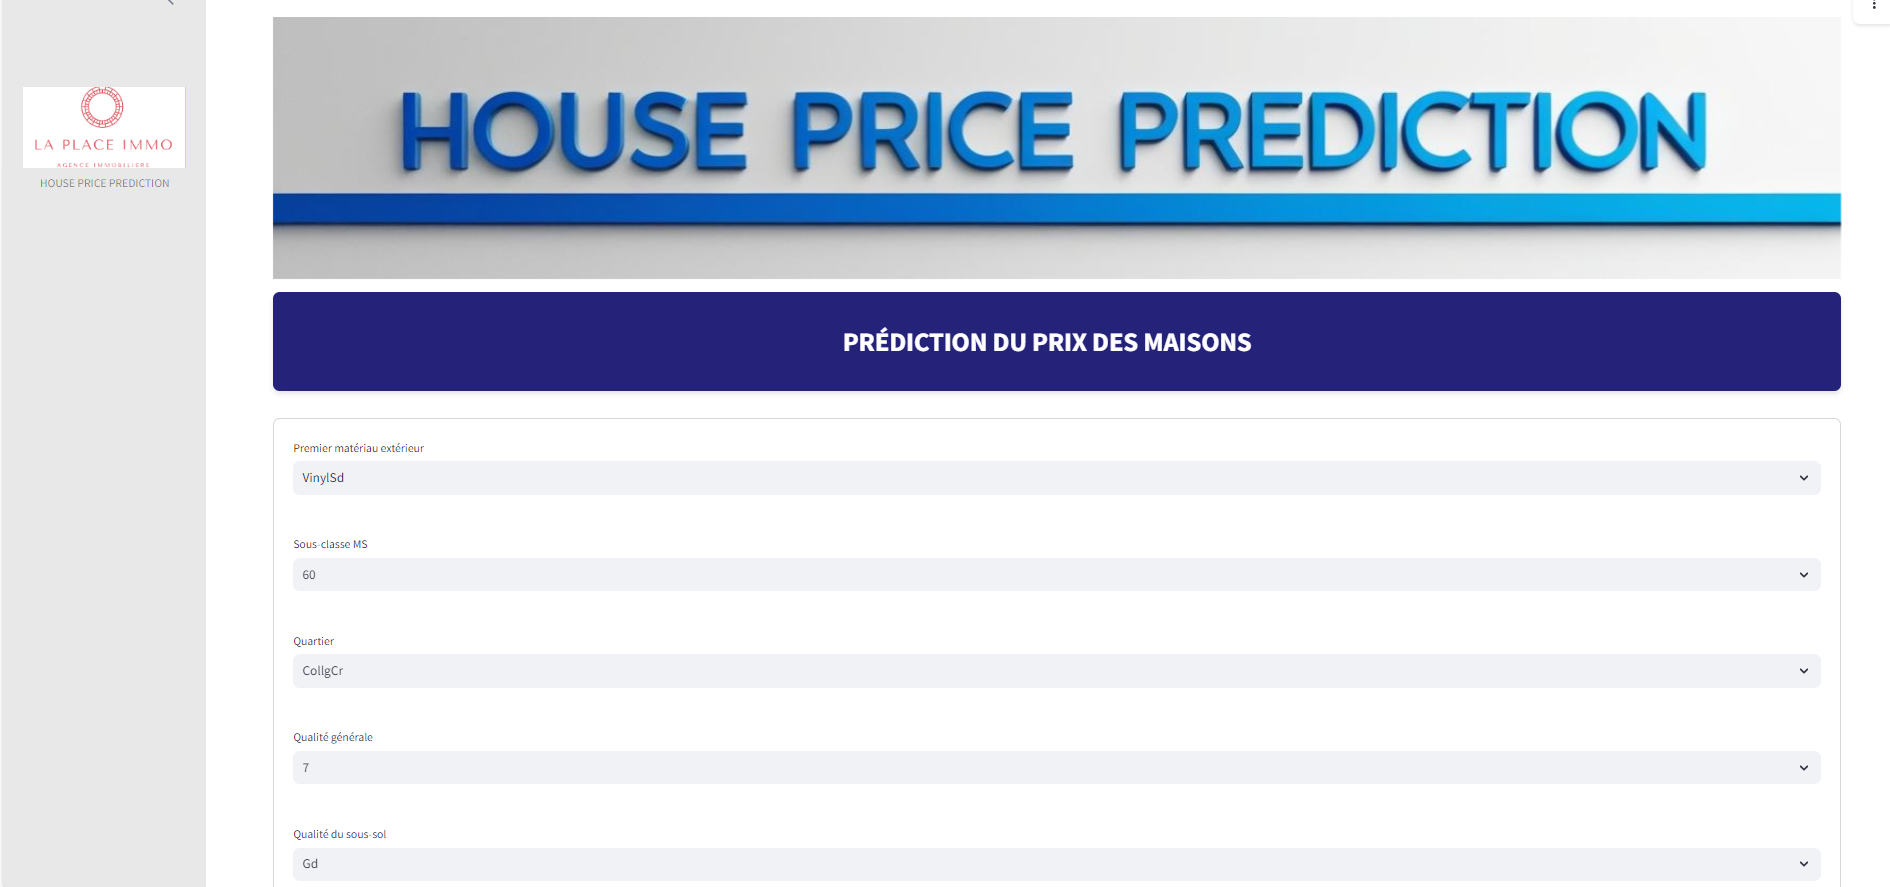 LA PLACE IMMO
AGENCE IMMOBILIERE
HOUSE PRICE PREDICTION
HOUSE PRICE PREDICTION
PRÉDICTION DU PRIX DES MAISONS
Premier matériau extérieur
VinylSd
Sous-classe MS
60
Quartier
CollgCr
Qualité générale
7
Qualité du sous-sol
Gd